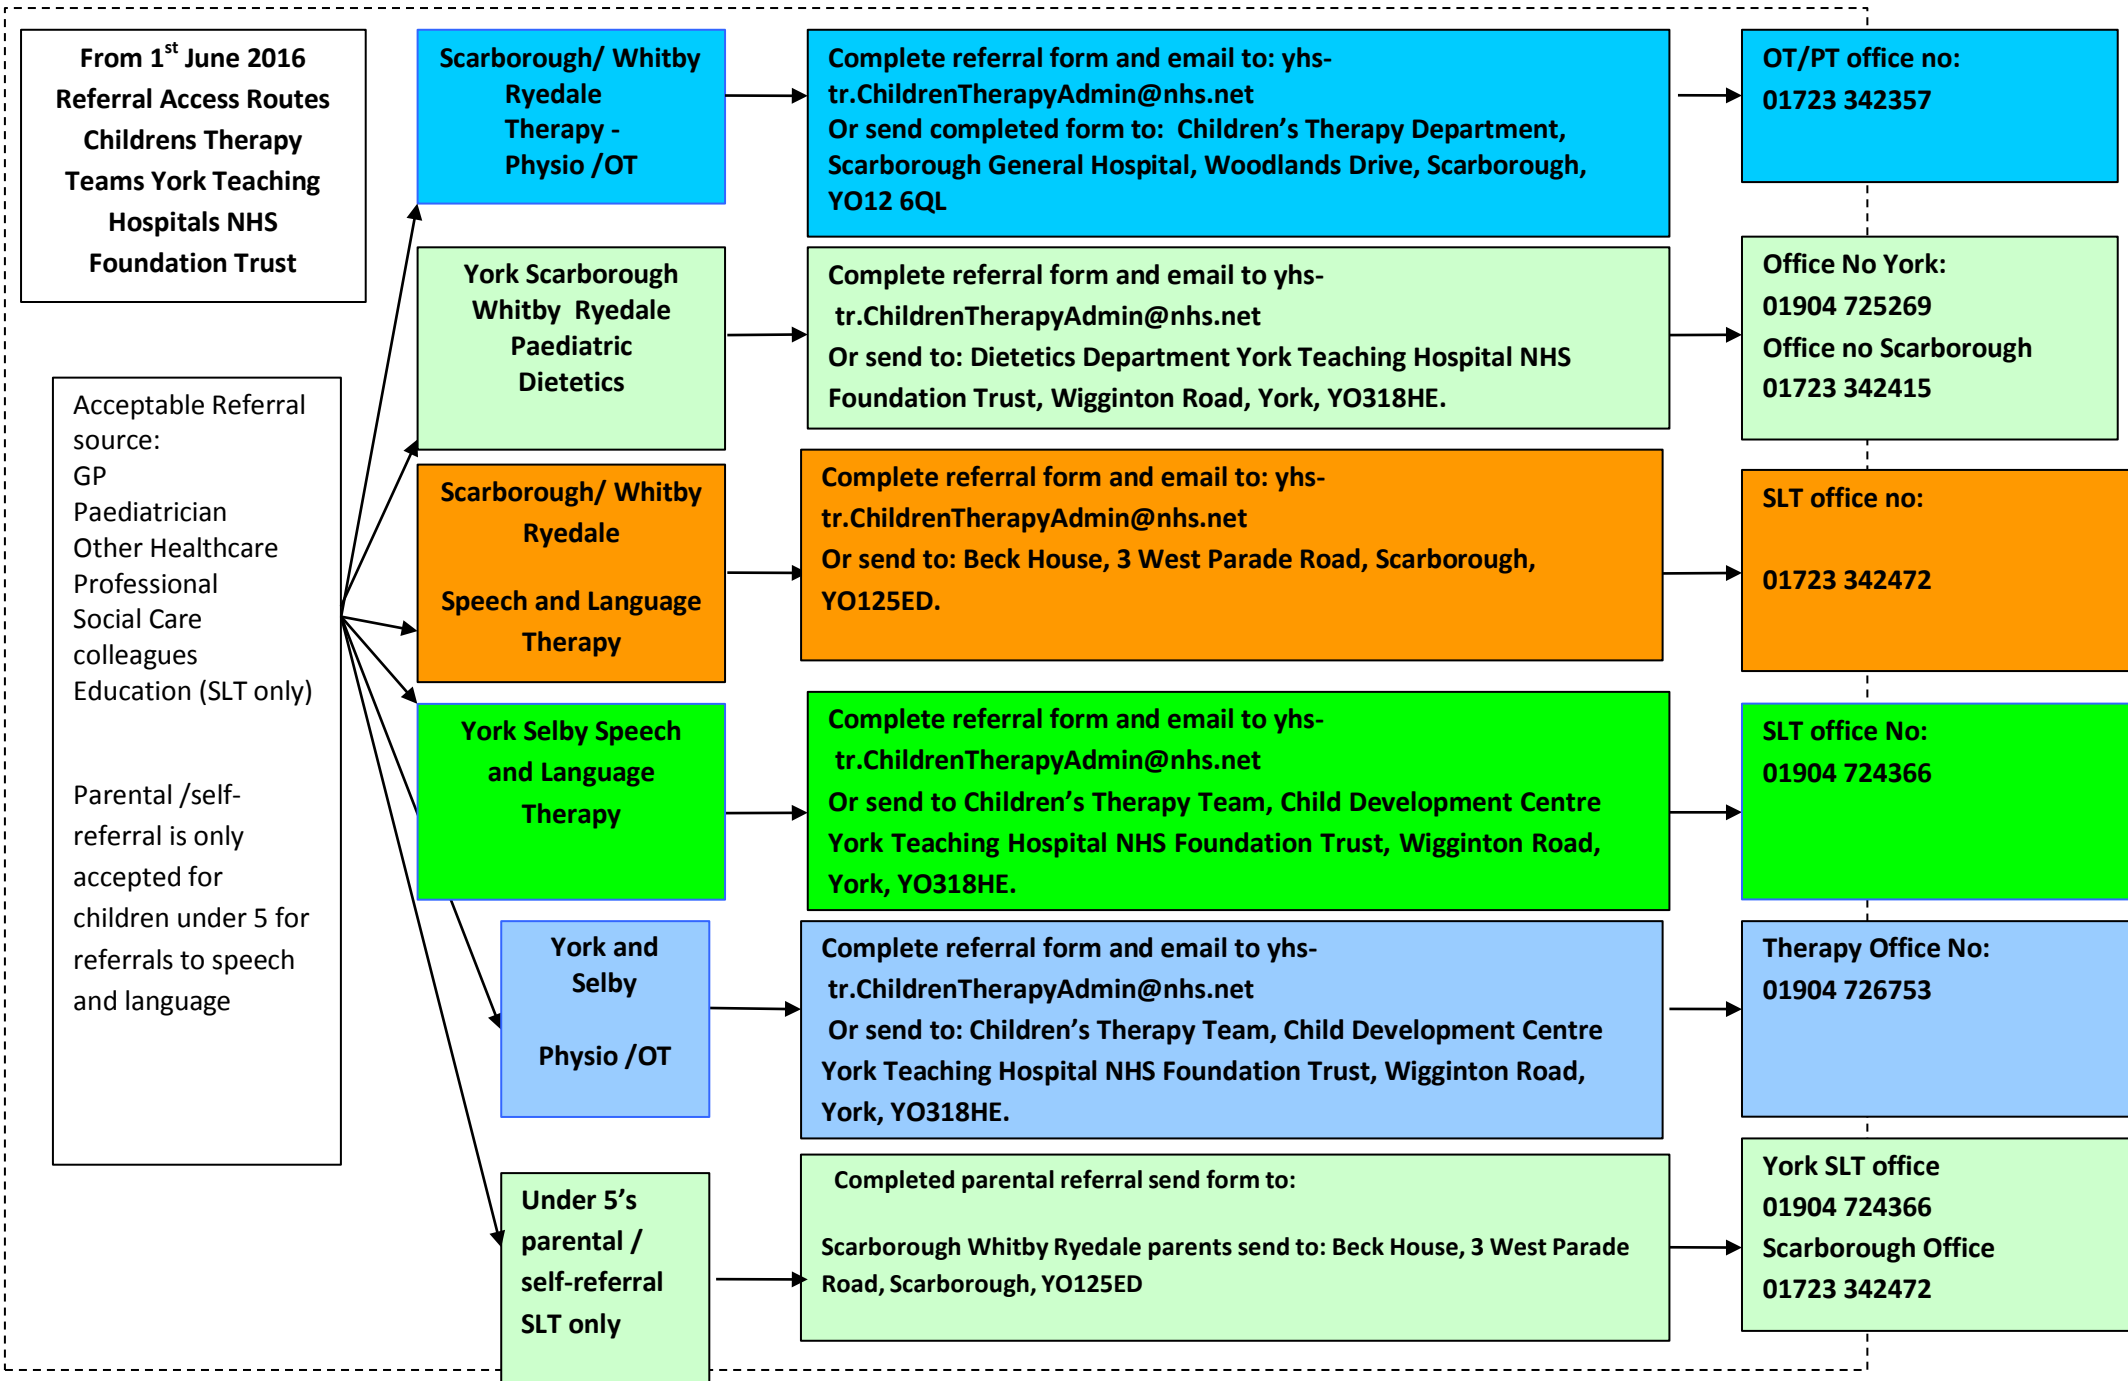 From 1st June 2016
Referral Access Routes
Childrens Therapy
Teams York Teaching
Hospitals NHS
Foundation Trust
Acceptable Referral
source:
GP
Paediatrician
Other Healthcare
Professional
Social Care
colleagues
Education (SLT only)
Parental /self-
referral is only
accepted for
children under 5 for
referrals to speech
and language
Scarborough/ Whitby
Ryedale
Therapy -
Physio /OT
Complete referral form and email to: yhs-
tr.ChildrenTherapyAdmin@nhs.net
Or send completed form to: Children’s Therapy Department,
Scarborough General Hospital, Woodlands Drive, Scarborough,
YO12 6QL
OT/PT office no:
01723 342357
York Scarborough
Whitby Ryedale
Paediatric
Dietetics
Complete referral form and email to yhs-
tr.ChildrenTherapyAdmin@nhs.net
Or send to: Dietetics Department York Teaching Hospital NHS
Foundation Trust, Wigginton Road, York, YO318HE.
Office No York:
01904 725269
Office no Scarborough
01723 342415
Scarborough/ Whitby
Ryedale
Speech and Language
Therapy
Complete referral form and email to: yhs-
tr.ChildrenTherapyAdmin@nhs.net
Or send to: Beck House, 3 West Parade Road, Scarborough,
YO125ED.
SLT office no:
01723 342472
York Selby Speech
and Language
Therapy
Complete referral form and email to yhs-
tr.ChildrenTherapyAdmin@nhs.net
Or send to Children’s Therapy Team, Child Development Centre
York Teaching Hospital NHS Foundation Trust, Wigginton Road,
York, YO318HE.
SLT office No:
01904 724366
York and
Selby
Physio /OT
Complete referral form and email to yhs-
tr.ChildrenTherapyAdmin@nhs.net
Or send to: Children’s Therapy Team, Child Development Centre
York Teaching Hospital NHS Foundation Trust, Wigginton Road,
York, YO318HE.
Therapy Office No:
01904 726753
Under 5’s
parental /
self-referral
SLT only
Completed parental referral send form to:
Scarborough Whitby Ryedale parents send to: Beck House, 3 West Parade
Road, Scarborough, YO125ED
York SLT office
01904 724366
Scarborough Office
01723 342472